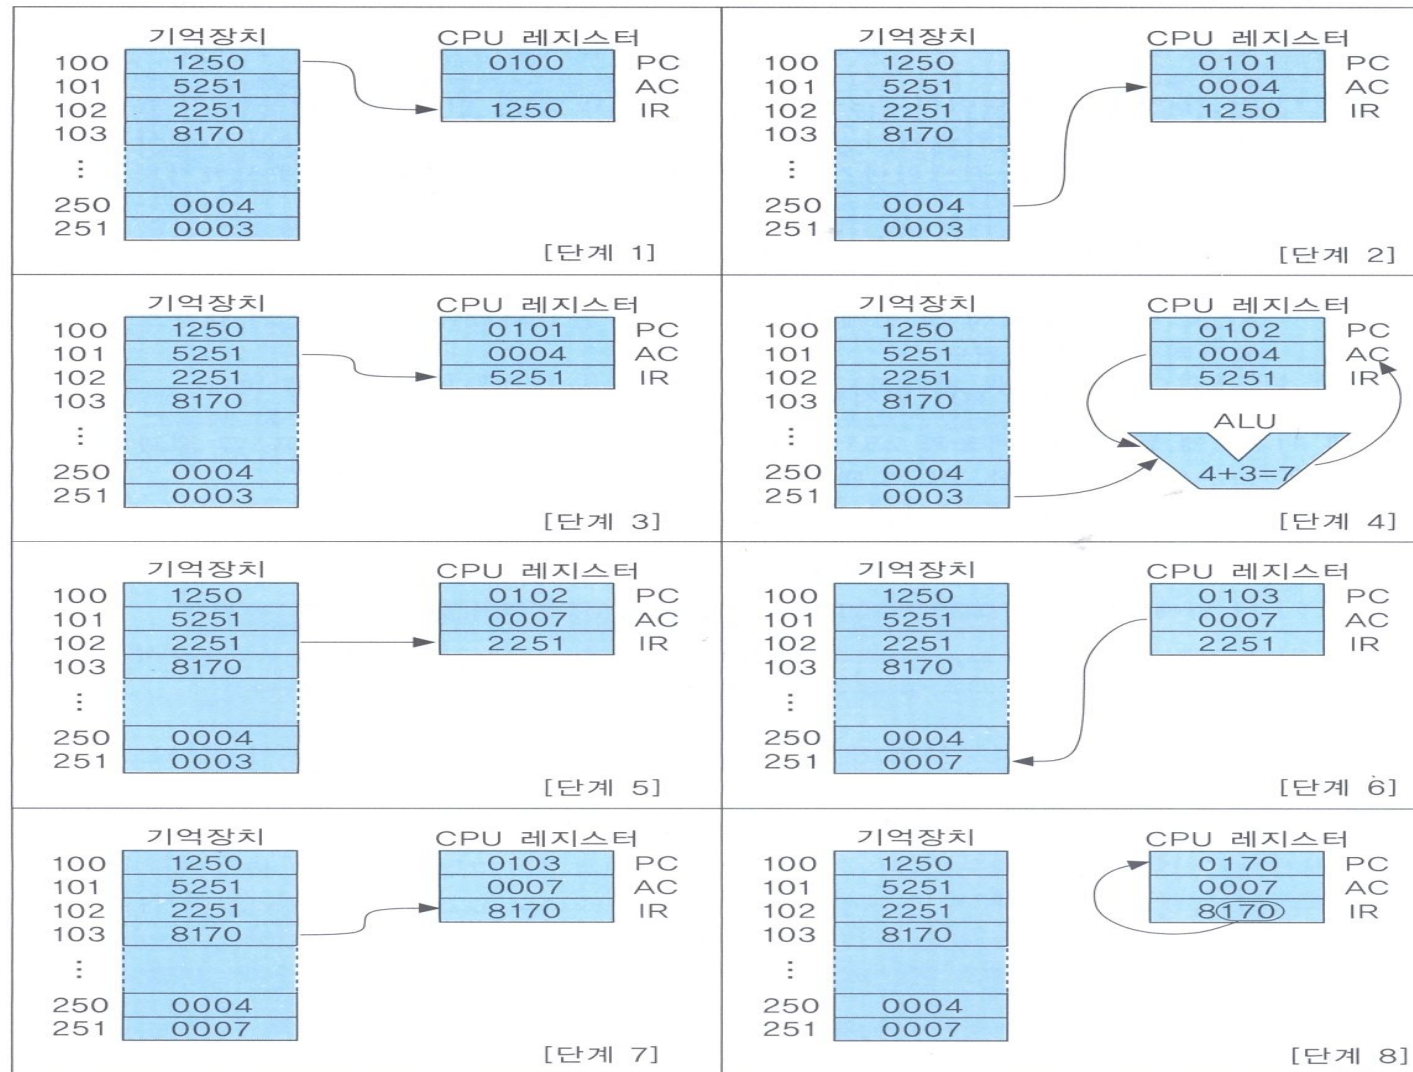 기억장치 CPU 레지스터
100 1250 0100 PC
101 5251 AC
102 2251 1250 IR
103 8170
⋮
250 0004
251 0003
[단계 1]
기억장치 CPU 레지스터
100 1250 0101 PC
101 5251 0004 AC
102 2251 1250 IR
103 8170
⋮
250 0004
251 0003
[단계 2]
기억장치 CPU 레지스터
100 1250 0101 PC
101 5251 0004 AC
102 2251 5251 IR
103 8170
⋮
250 0004
251 0003
[단계 3]
기억장치 CPU 레지스터
100 1250 0102 PC
101 5251 0004 AC
102 2251 5251 IR
103 8170
ALU
⋮
250 0004 4+3=7
251 0003
[단계 4]
기억장치 CPU 레지스터
100 1250 0102 PC
101 5251 0007 AC
102 2251 2251 IR
103 8170
⋮
250 0004
251 0003
[단계 5]
기억장치 CPU 레지스터
100 1250 0103 PC
101 5251 0007 AC
102 2251 2251 IR
103 8170
⋮
250 0004
251 0007
[단계 6]
기억장치 CPU 레지스터
100 1250 0103 PC
101 5251 0007 AC
102 2251 8170 IR
103 8170
⋮
250 0004
251 0007
[단계 7]
기억장치 CPU 레지스터
100 1250 0170 PC
101 5251 0007 AC
102 2251 8170 IR
103 8170
⋮
250 0004
251 0007
[단계 8]